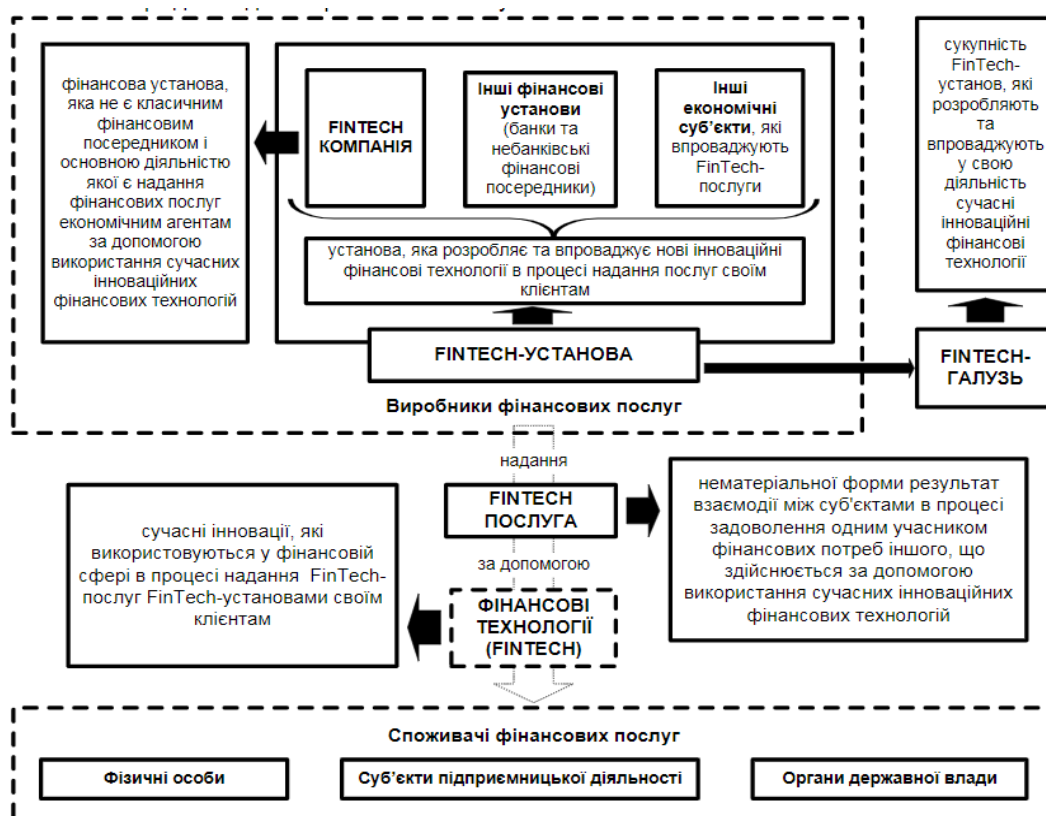 фінансова установа,
яка не є класичним
фінансовим
посередником і
основною діяльністю
якої є надання
фінансових послуг
економічним агентам
за допомогою
використання сучасних
інноваційних
фінансових технологій
FINTECH
КОМПАНІЯ
Інші фінансові
установи
(банки та
небанківські
фінансові
посередники)
Інші
економічні
суб’єкти, які
впроваджують
FinTech-
послуги
установа, яка розробляє та впроваджує нові інноваційні
фінансові технології в процесі надання послуг своїм
клієнтам
FINTECH-УСТАНОВА
Виробники фінансових послуг
сукупність
FinTech-
установ, які
розробляють
та
впроваджують
у свою
діяльність
сучасні
інноваційні
фінансові
технології
FINTECH-
ГАЛУЗЬ
надання
FINTECH
ПОСЛУГА
за допомогою
ФІНАНСОВІ
ТЕХНОЛОГІЇ
(FINTECH)
сучасні інновації, які
використовуються у фінансовій
сфері в процесі надання FinTech-
послуг FinTech-установами своїм
клієнтам
нематеріальної форми результат
взаємодії між суб'єктами в процесі
задоволення одним учасником
фінансових потреб іншого, що
здійснюється за допомогою
використання сучасних інноваційних
фінансових технологій
Споживачі фінансових послуг
Фізичні особи
Суб’єкти підприємницької діяльності
Органи державної влади